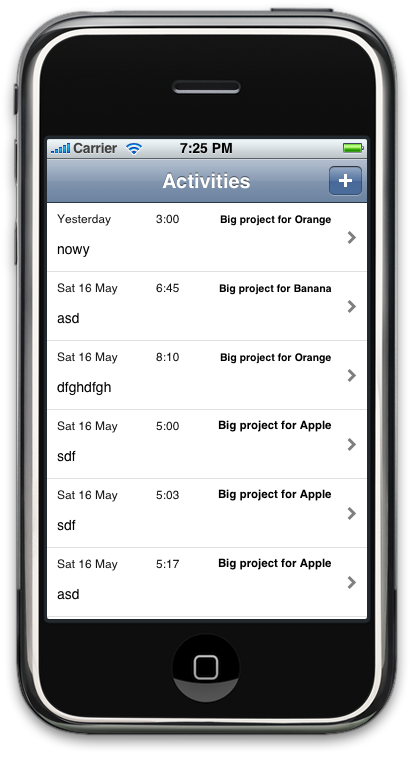 Carrier 7:25 PM
Activities +
Yesterday 3:00 Big project for Orange
nowy
Sat 16 May 6:45 Big project for Banana
asd
Sat 16 May 8:10 Big project for Orange
dfghdfgh
Sat 16 May 5:00 Big project for Apple
sdf
Sat 16 May 5:03 Big project for Apple
sdf
Sat 16 May 5:17 Big project for Apple
asd